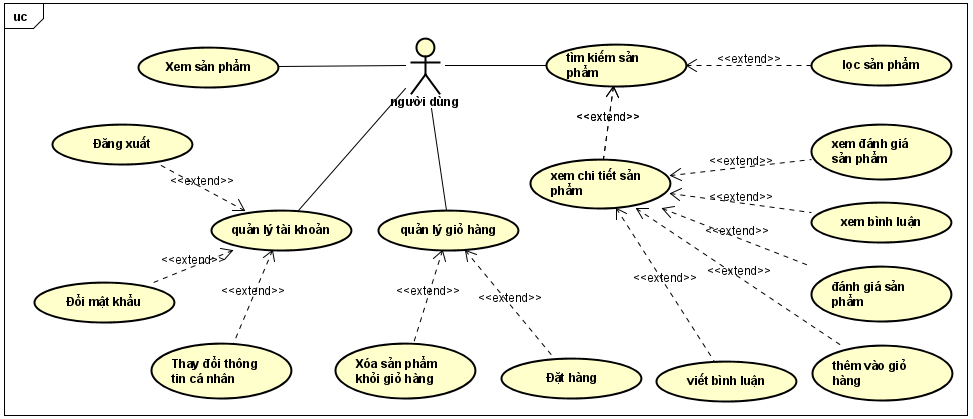 uc
Xem sản phẩm
người dùng
tìm kiếm sản
phẩm
<<extend>>
lọc sản phẩm
<<extend>>
Đăng xuất
<<extend>>
xem chi tiết sản
phẩm
<<extend>>
xem đánh giá
sản phẩm
<<extend>>
xem bình luận
quản lý tài khoản
quản lý giỏ hàng
<<extend>>
đánh giá sản
phẩm
<<extend>>
Đổi mật khẩu
<<extend>>
<<extend>>
<<extend>>
<<extend>>
<<extend>>
Thay đổi thông
tin cá nhân
Xóa sản phẩm
khỏi giỏ hàng
Đặt hàng
viết bình luận
thêm vào giỏ
hàng